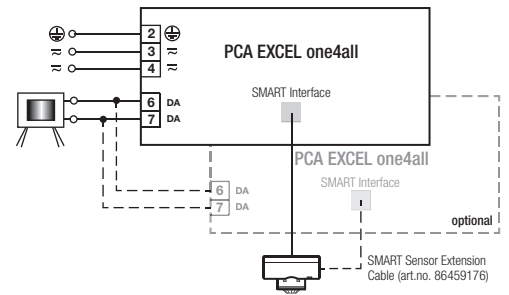 2
3
4
PCA EXCEL one4all
SMART Interface
6 DA
7 DA
PCA EXCEL one4all
SMART Interface
6 DA
7 DA
optional
SMART Sensor Extension
Cable (art.no. 86459176)